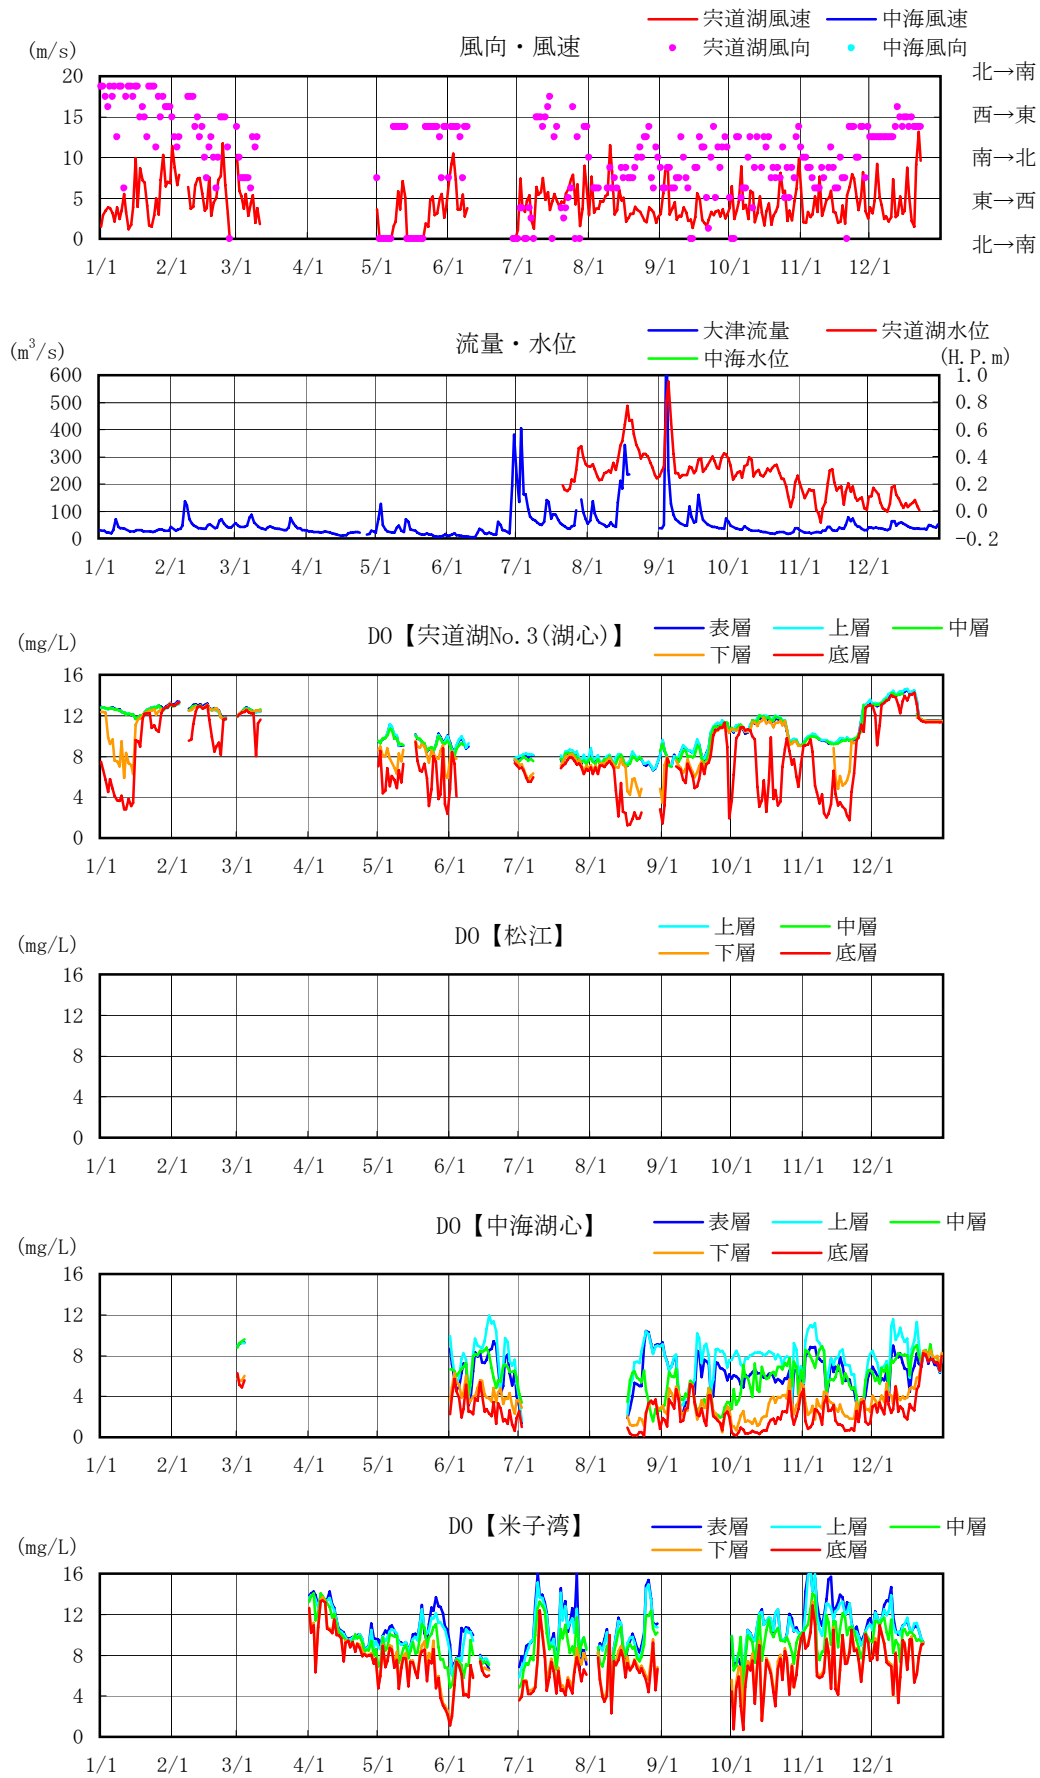 宍道湖風速 中海風速
(m/s) 風向・風速 宍道湖風向 中海風向
20 北→南
15 西→東
10 南→北
5 東→西
0 北→南
1/1 2/1 3/1 4/1 5/1 6/1 7/1 8/1 9/1 10/1 11/1 12/1
大津流量 宍道湖水位
(m³/s) 流量・水位 中海水位 (H.P.m)
600 1.0
500 0.8
400 0.6
300 0.4
200 0.2
100 0.0
0 -0.2
1/1 2/1 3/1 4/1 5/1 6/1 7/1 8/1 9/1 10/1 11/1 12/1
(mg/L) DO【宍道湖No.3(湖心)】 表層 上層 中層
下層 底層
16
12
8
4
0
1/1 2/1 3/1 4/1 5/1 6/1 7/1 8/1 9/1 10/1 11/1 12/1
(mg/L) DO【松江】 上層 中層
下層 底層
16
12
8
4
0
1/1 2/1 3/1 4/1 5/1 6/1 7/1 8/1 9/1 10/1 11/1 12/1
(mg/L) DO【中海湖心】 表層 上層 中層
下層 底層
16
12
8
4
0
1/1 2/1 3/1 4/1 5/1 6/1 7/1 8/1 9/1 10/1 11/1 12/1
(mg/L) DO【米子湾】 表層 上層 中層
下層 底層
16
12
8
4
0
1/1 2/1 3/1 4/1 5/1 6/1 7/1 8/1 9/1 10/1 11/1 12/1